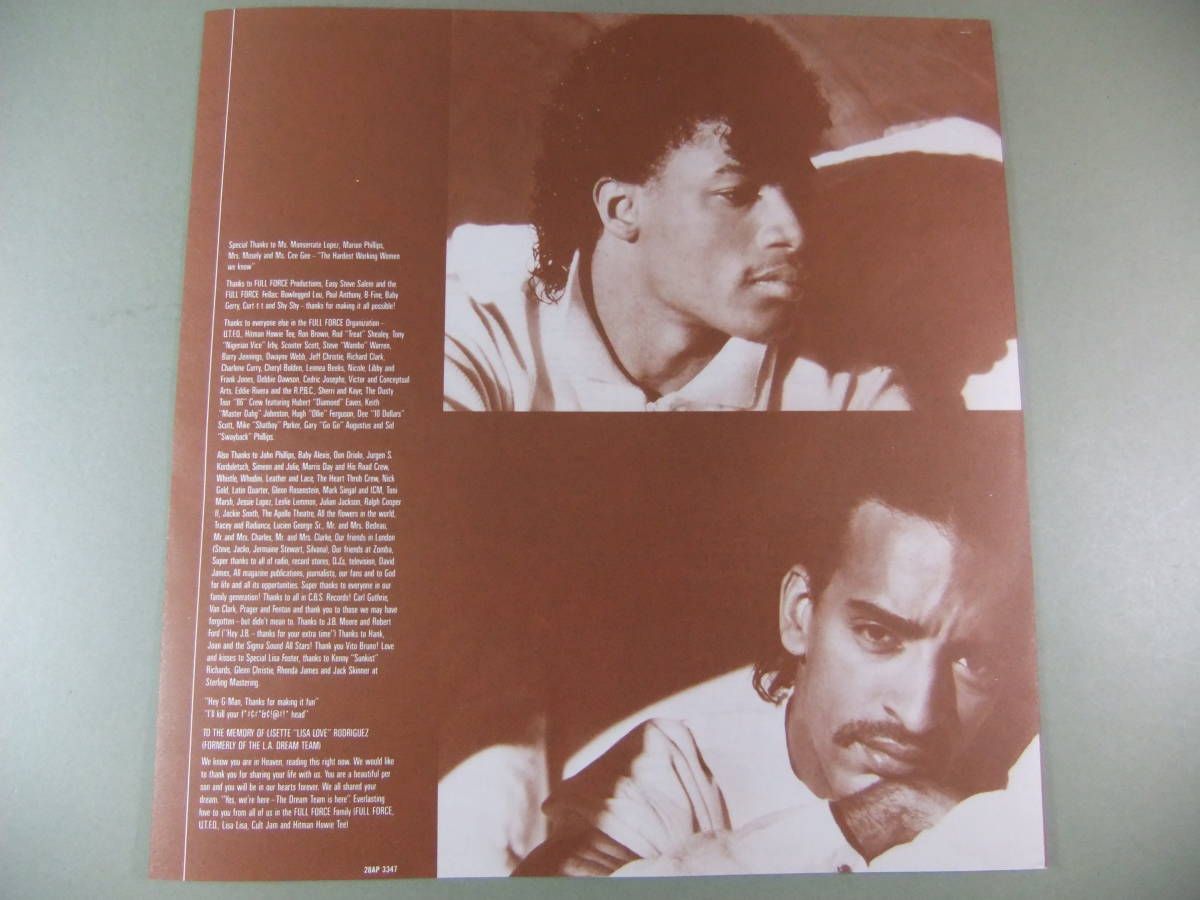 Special Thanks to Ms. Monserrate Lopez, Marion Phillips,
Mrs. Mosely and Ms. Cee Gee - "The Hardest Working Women
we know"
Thanks to FULL FORCE Productions, Easy Steve Salem and the
FULL FORCE Fellas: Bowlegged Lou, Paul Anthony, B-Fine, Baby
Gerry, Curt-t-t and Shy Shy - thanks for making it all possible!
Thanks to everyone else in the FULL FORCE Organization -
U.T.F.O., Hitman Howie Tee, Ron Brown, Rod "Treat" Shealey, Tony
"Nigerian Vice" Irby, Scooter Scott, Steve "Wambo" Warren,
Barry Jennings, Dwayne Webb, Jeff Christie, Richard Clark,
Charlene Curry, Cheryl Bolden, Lennea Beeks, Nicole, Libby and
Frank Jones, Debbie Dawson, Cedric Josephs, Victor and Conceptual
Arts, Eddie Rivera and the R.P.B.C., Sherri and Kaye, The Dusty
Tour "86" Crew featuring Hubert "Diamond" Eaves, Keith
"Master Dahg" Johnston, Hugh "Ollie" Ferguson, Dee "10 Dollars"
Scott, Mike "Shatboy" Parker, Gary "Go Go" Augustus and Sid
"Swayback" Phillips.
Also Thanks to John Phillips, Baby Alexis, Don Oriolo, Jurgen S.
Korduletsch, Simeon and Julie, Morris Day and His Road Crew,
Whistle, Whodini, Leather and Lace, The Heart Throb Crew, Nick
Gold, Latin Quarter, Glenn Rosenstein, Mark Siegal and ICM, Toni
Marsh, Jessie Lopez, Leslie Lemmon, Julian Jackson, Ralph Cooper
II, Jackie Smith, The Apollo Theatre, All the flowers in the world,
Tracey and Radiance, Lucien George Sr., Mr. and Mrs. Bedeau,
Mr. and Mrs. Charles, Mr. and Mrs. Clarke, Our friends in London
(Steve, Jacko, Jermaine Stewart, Silvana), Our friends at Zomba,
Super thanks to all of radio, record stores, D.J.s, television, David
James, All magazine publications, journalists, our fans and to God
for life and all its opportunities. Super thanks to everyone in our
family generation! Thanks to all in C.B.S. Records! Carl Guthrie,
Van Clark, Prager and Fenton and thank you to those we may have
forgotten - but didn't mean to. Thanks to J.B. Moore and Robert
Ford ("Hey J.B. - thanks for your extra time") Thanks to Hank,
Joan and the Sigma Sound All Stars! Thank you Vito Bruno! Love
and kisses to Special Lisa Foster, thanks to Kenny "Sankist"
Richards, Glenn Christie, Rhonda James and Jack Skinner at
Sterling Mastering.
"Hey G-Man, Thanks for making it fun"
"I'll kill your head"
TO THE MEMORY OF LISETTE "LISA LOVE" RODRIGUEZ
(FORMERLY OF THE L.A. DREAM TEAM)
We know you are in Heaven, reading this right now. We would like
to thank you for sharing your life with us. You are a beautiful per
son and you will be in our hearts forever. We all shared your
dream. "Yes, we're here - The Dream Team is here". Everlasting
love to you from all of us in the FULL FORCE Family (FULL FORCE,
U.T.F.O., Lisa Lisa, Cult Jam and Hitman Howie Tee)
28AP 3347